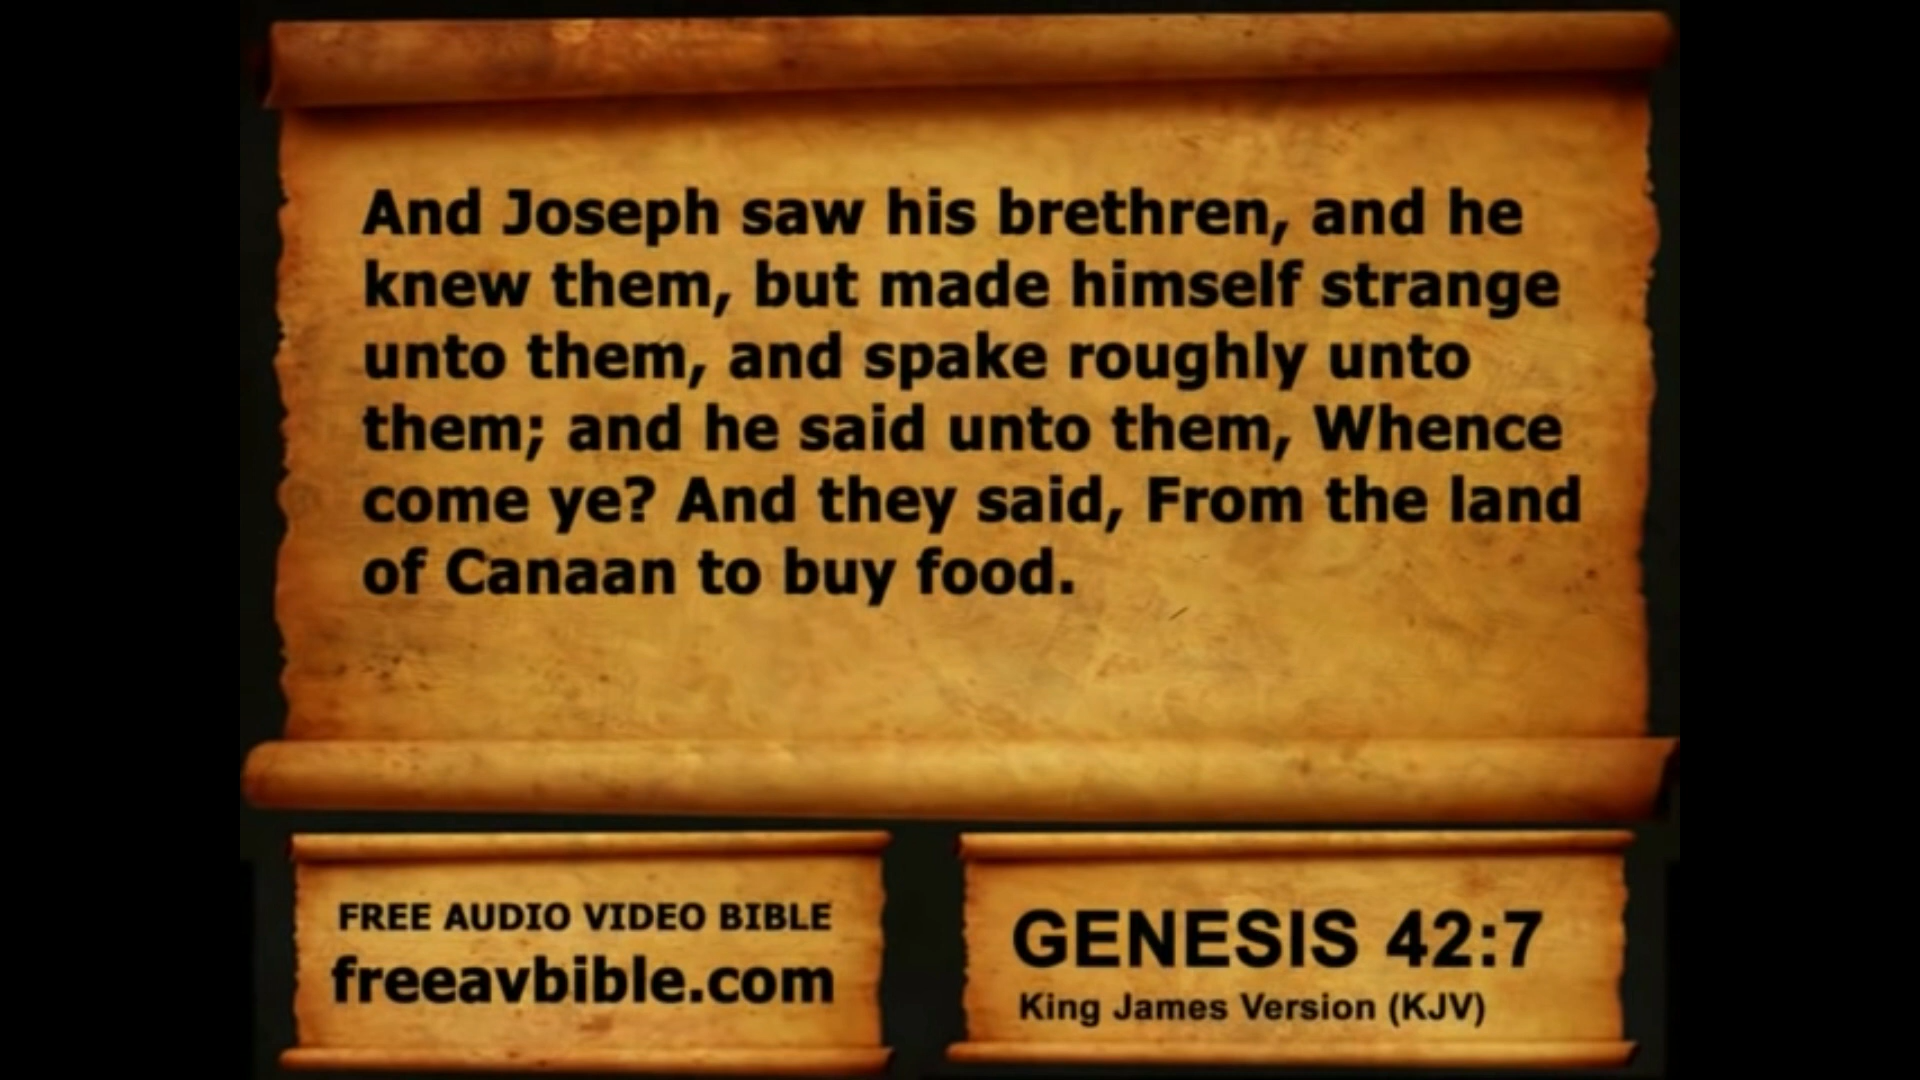 And Joseph saw his brethren, and he
knew them, but made himself strange
unto them, and spake roughly unto
them; and he said unto them, Whence
come ye? And they said, From the land
of Canaan to buy food.
FREE AUDIO VIDEO BIBLE
freeavbible.com
GENESIS 42:7
King James Version (KJV)